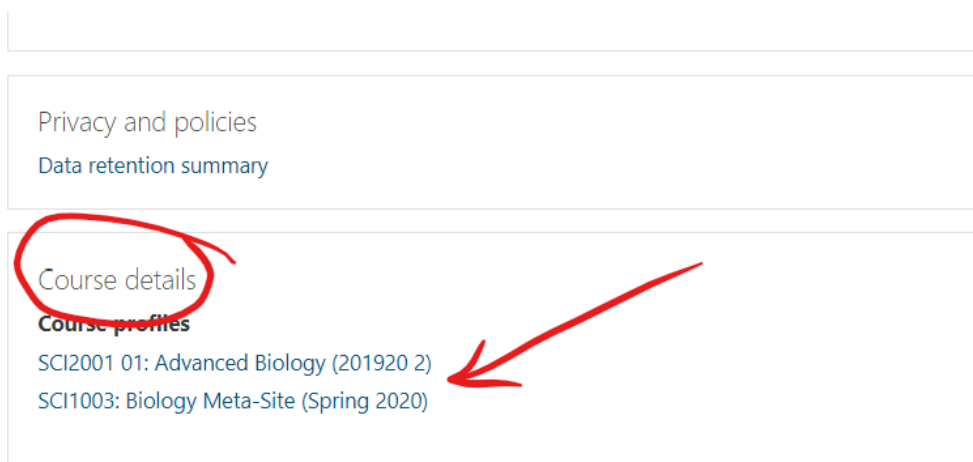 Privacy and policies
Data retention summary
Course details
Course profiles
SCI2001 01: Advanced Biology (201920 2)
SCI1003: Biology Meta-Site (Spring 2020)